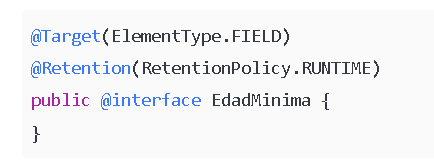 @Target(ElementType.FIELD)
@Retention(RetentionPolicy.RUNTIME)
public @interface EdadMinima {
}